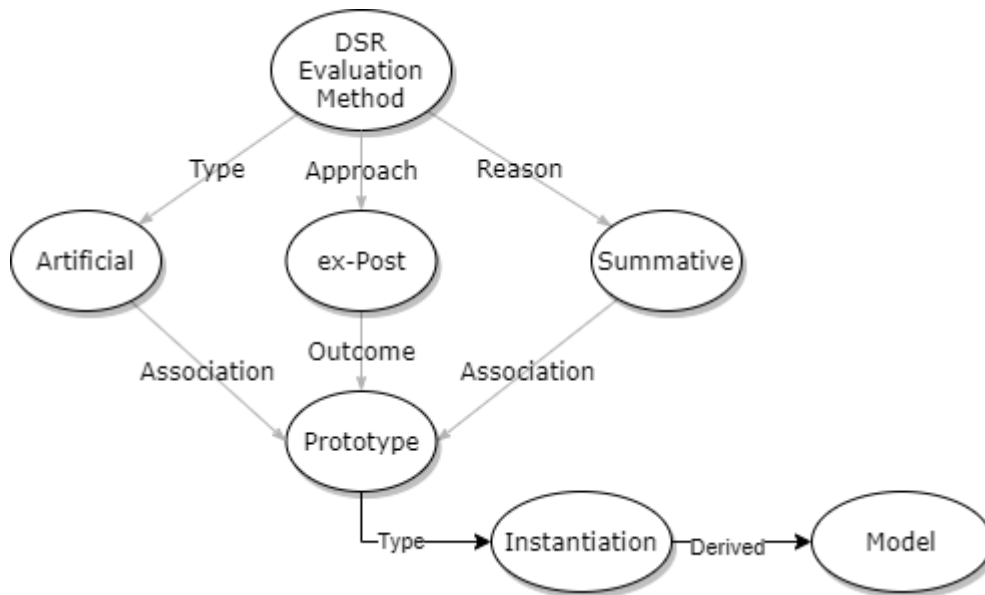 DSR
Evaluation
Method
Type
Approach
Reason
Artificial
ex-Post
Summative
Association
Outcome
Association
Prototype
Type
Instantiation
Derived
Model